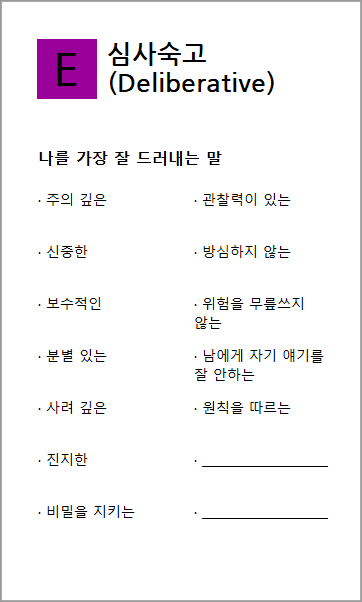 E
심사숙고
(Deliberative)
나를 가장 잘 드러내는 말
· 주의 깊은
· 관찰력이 있는
· 신중한
· 방심하지 않는
· 보수적인
· 위험을 무릎쓰지
않는
· 분별 있는
· 남에게 자기 얘기를
잘 안하는
· 사려 깊은
· 원칙을 따르는
· 진지한
· __________________
· 비밀을 지키는
· __________________